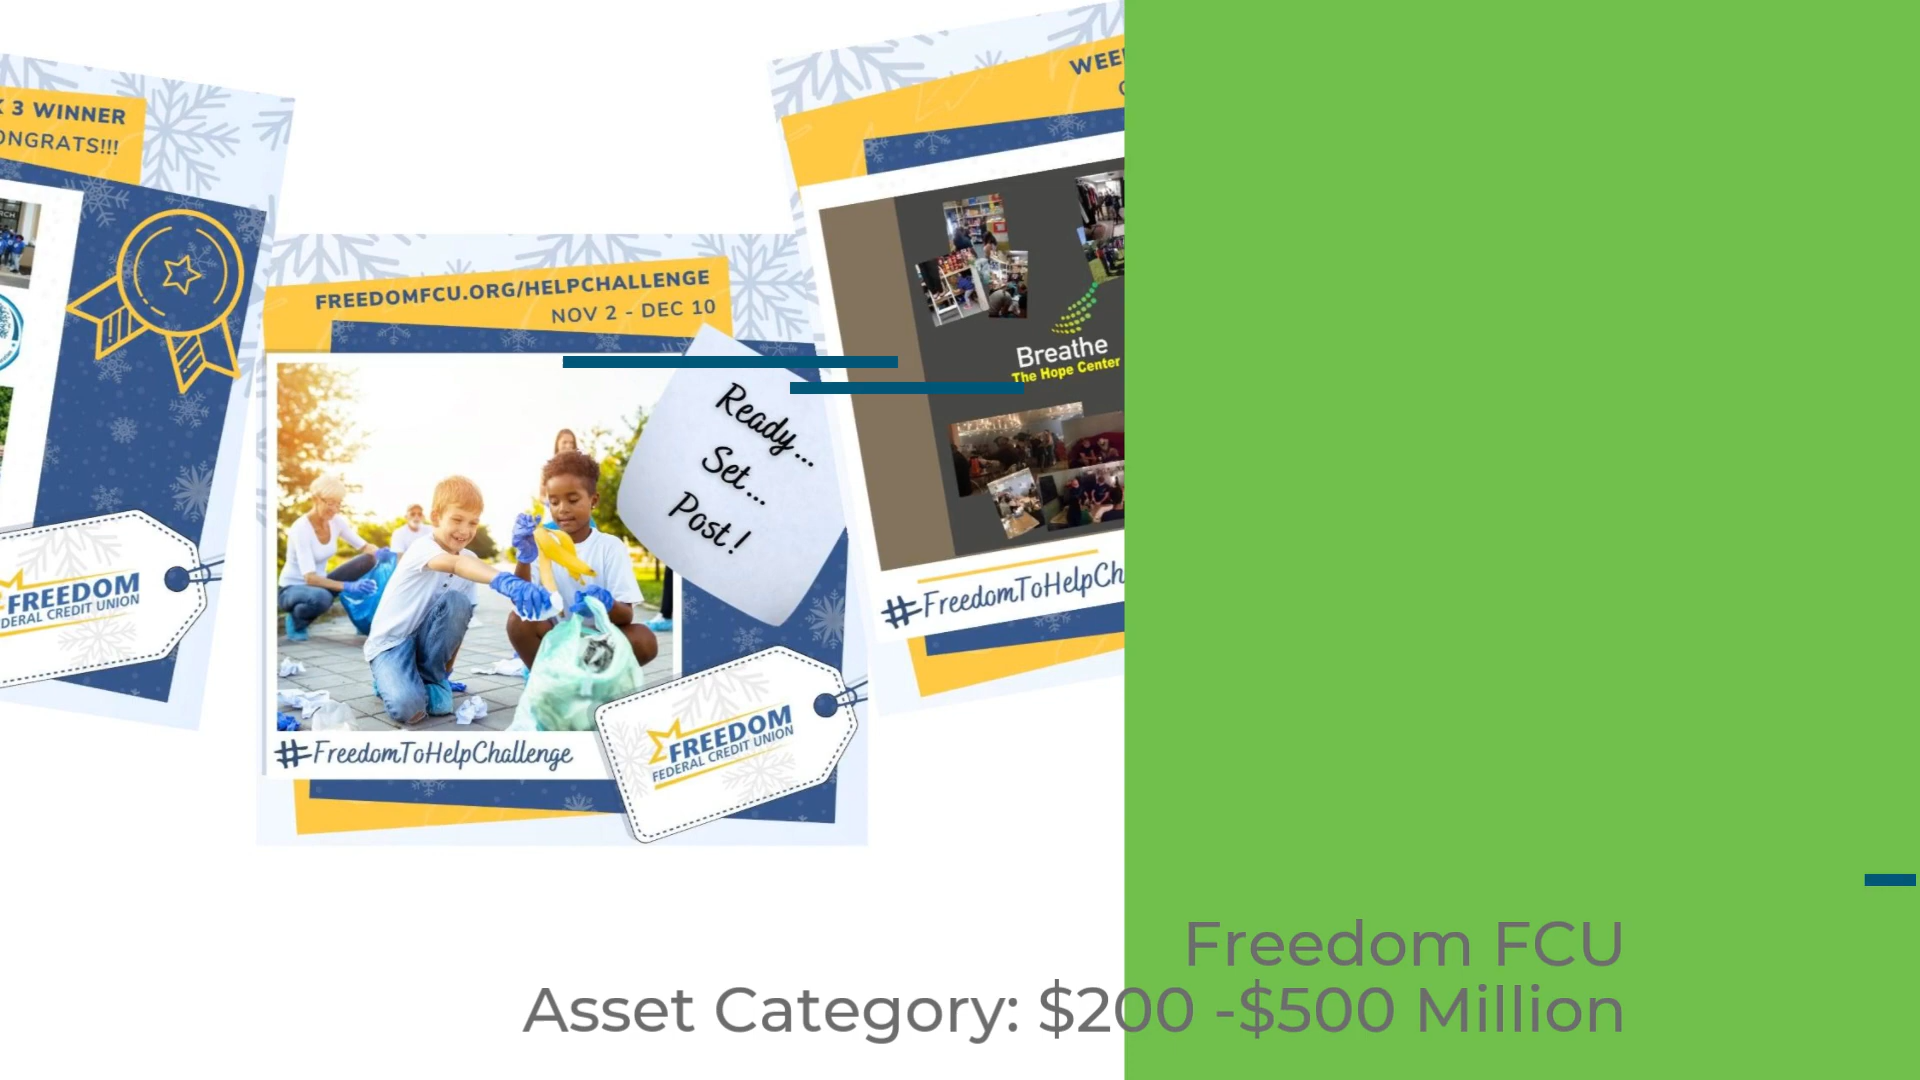 3 WINNER
ONGRATS!!!
RCH
FREEDOM
DERAL CREDIT UNION
FREEDOMFCU.ORG/HELPCHALLENGE
NOV 2 - DEC 10
Ready...
Set...
Post!
#FreedomToHelpChallenge
FREEDOM
FEDERAL CREDIT UNION
WEE
Breathe
The Hope Center
#FreedomToHelpCh
Freedom FCU
Asset Category: $200 -$500 Million